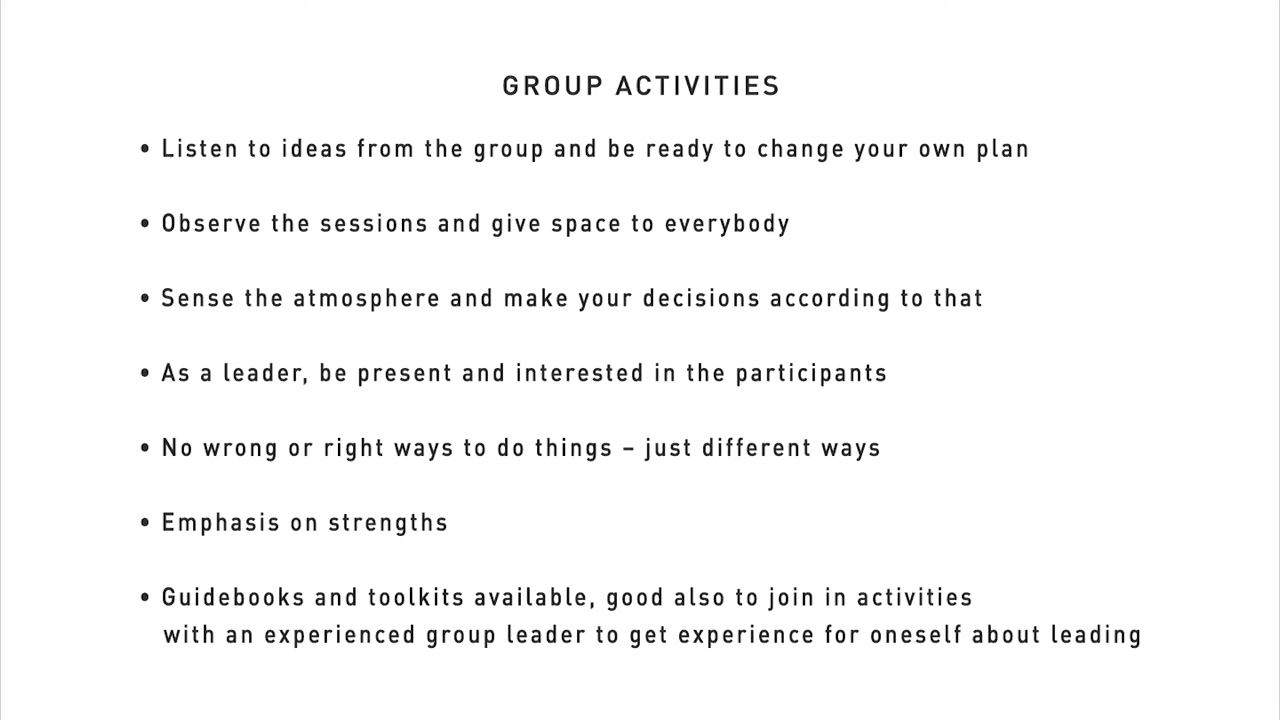 GROUP ACTIVITIES
• Listen to ideas from the group and be ready to change your own plan
• Observe the sessions and give space to everybody
• Sense the atmosphere and make your decisions according to that
• As a leader, be present and interested in the participants
• No wrong or right ways to do things – just different ways
• Emphasis on strengths
• Guidebooks and toolkits available, good also to join in activities
with an experienced group leader to get experience for oneself about leading